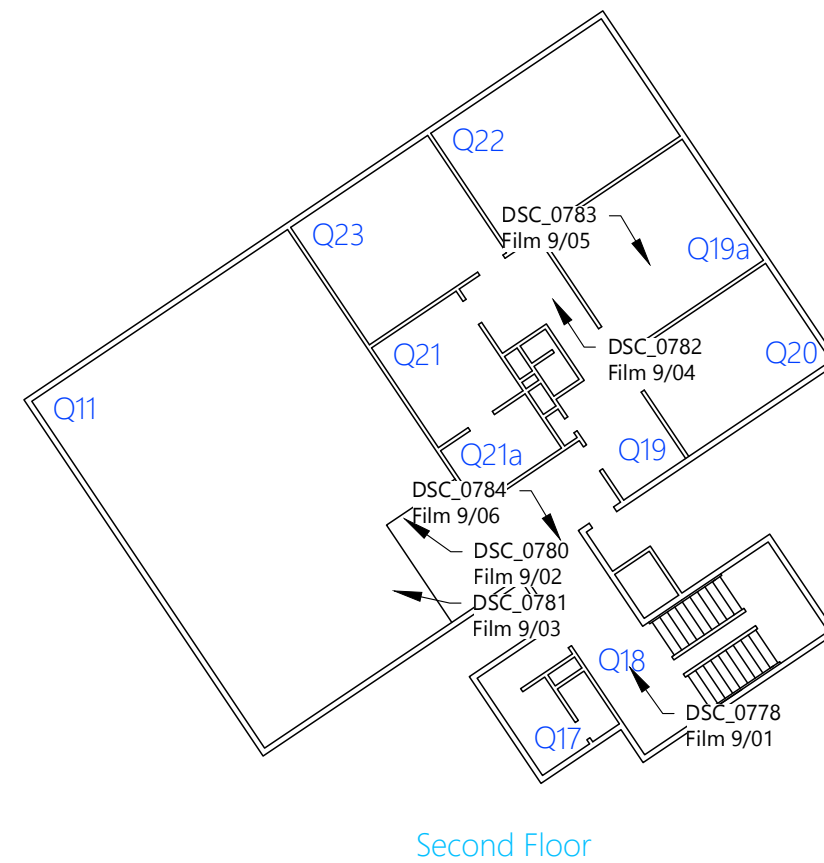 Q22
DSC_0783
Film 9/05
Q23
Q19a
DSC_0782
Film 9/04
Q21
Q20
Q11
Q19
Q21a
DSC_0784
Film 9/06
DSC_0780
Film 9/02
DSC_0781
Film 9/03
Q18
DSC_0778
Film 9/01
Q17
Second Floor